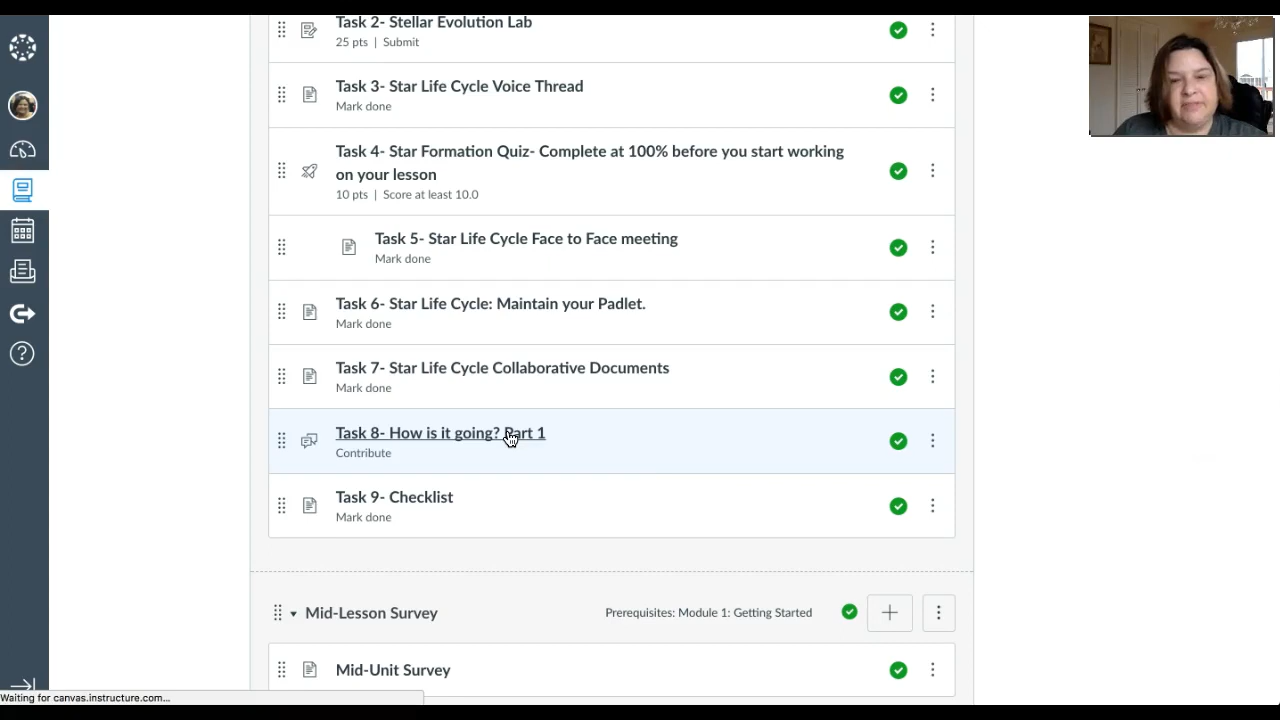 Task 2- Stellar Evolution Lab
25 pts | Submit
Task 3- Star Life Cycle Voice Thread
Mark done
Task 4- Star Formation Quiz- Complete at 100% before you start working
on your lesson
10 pts | Score at least 10.0
Task 5- Star Life Cycle Face to Face meeting
Mark done
Task 6- Star Life Cycle: Maintain your Padlet.
Mark done
Task 7- Star Life Cycle Collaborative Documents
Mark done
Task 8- How is it going? Part 1
Contribute
Task 9- Checklist
Mark done
Mid-Lesson Survey Prerequisites: Module 1: Getting Started
Mid-Unit Survey
Waiting for canvas.instructure.com...